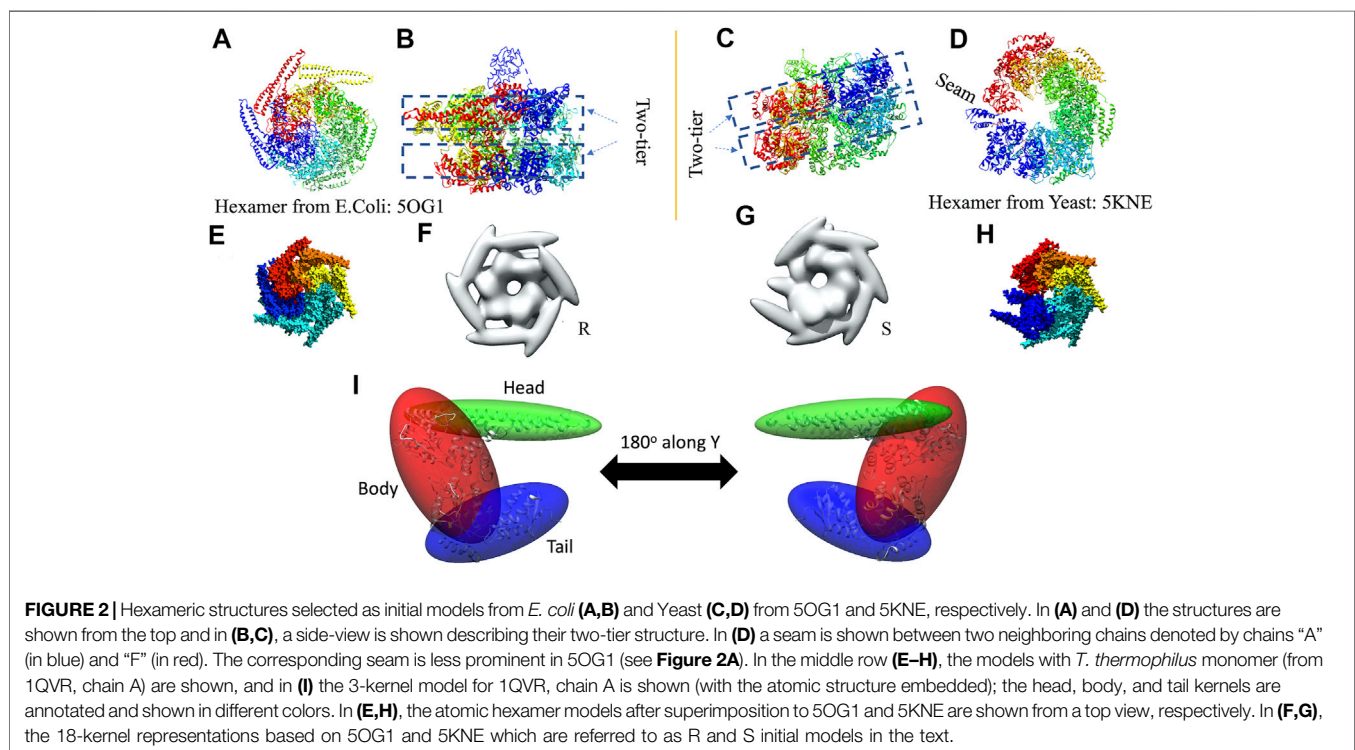 A
B
C
D
Two-tier
Two-tier
Seam
Hexamer from E.Coli: 5OG1
Hexamer from Yeast: 5KNE
E
F
G
H
R
S
I
Head
Body
Tail
180º along Y
FIGURE 2 | Hexameric structures selected as initial models from E. coli (A,B) and Yeast (C,D) from 5OG1 and 5KNE, respectively. In (A) and (D) the structures are
shown from the top and in (B,C), a side-view is shown describing their two-tier structure. In (D) a seam is shown between two neighboring chains denoted by chains “A”
(in blue) and “F” (in red). The corresponding seam is less prominent in 5OG1 (see Figure 2A). In the middle row (E–H), the models with T. thermophilus monomer (from
1QVR, chain A) are shown, and in (I) the 3-kernel model for 1QVR, chain A is shown (with the atomic structure embedded); the head, body, and tail kernels are
annotated and shown in different colors. In (E,H), the atomic hexamer models after superimposition to 5OG1 and 5KNE are shown from a top view, respectively. In (F,G),
the 18-kernel representations based on 5OG1 and 5KNE which are referred to as R and S initial models in the text.